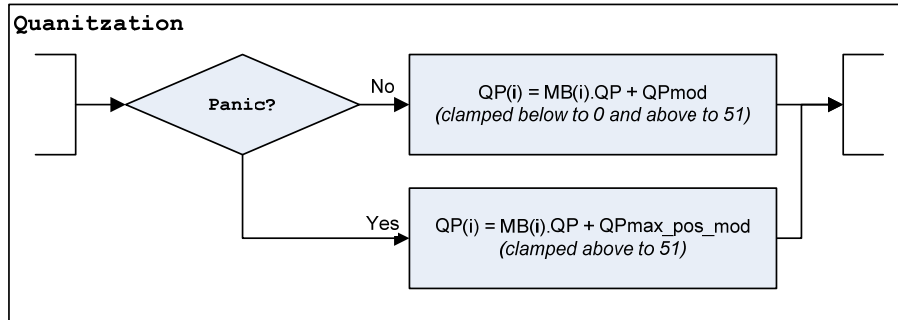 Quanitzation
Panic?
No
QP(i) = MB(i).QP + QPmod
(clamped below to 0 and above to 51)
Yes
QP(i) = MB(i).QP + QPmax_pos_mod
(clamped above to 51)